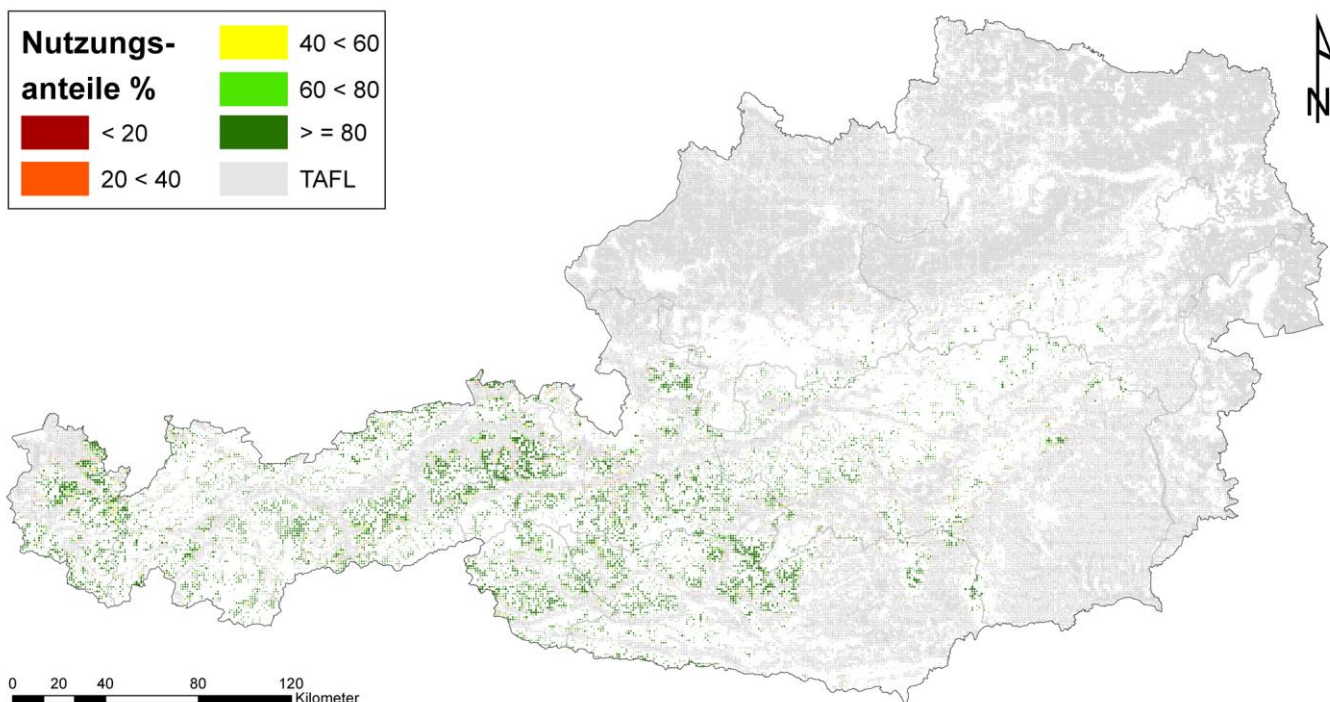 Nutzungs-
anteile %
< 20
20 < 40
40 < 60
60 < 80
> = 80
TAFL
N
0 20 40 80 120
Kilometer